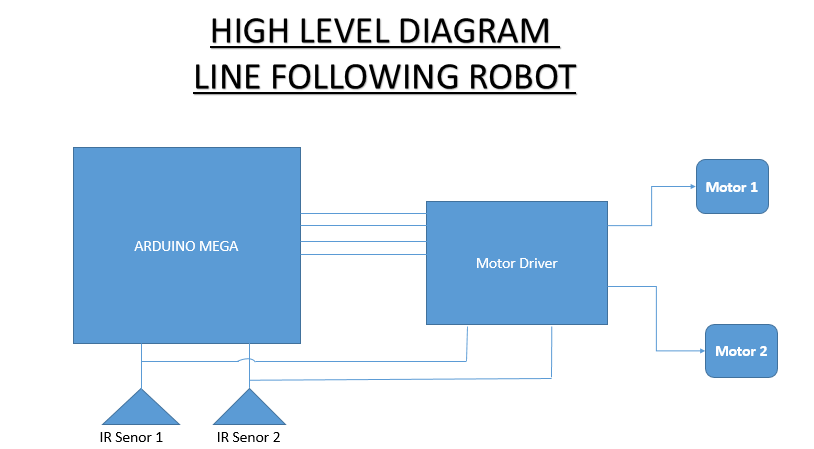 HIGH LEVEL DIAGRAM
LINE FOLLOWING ROBOT
Motor 1
ARDUINO MEGA
Motor Driver
Motor 2
IR Senor 1
IR Senor 2